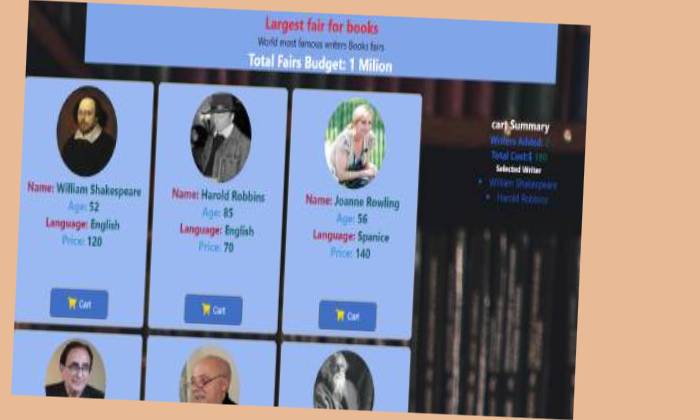 Largest fair for books
World most famous writers Books fairs
Total Fairs Budget: 1 Milion
Name: William Shakespeare
Age: 52
Language: English
Price: 120
Cart
Name: Harold Robbins
Age: 85
Language: English
Price: 70
Cart
Name: Joanne Rowling
Age: 56
Language: Spanice
Price: 140
Cart
cart Summary
Writers Added:
Total Cost:$
Selected Writer
William Shakespeare
Harold Robbins